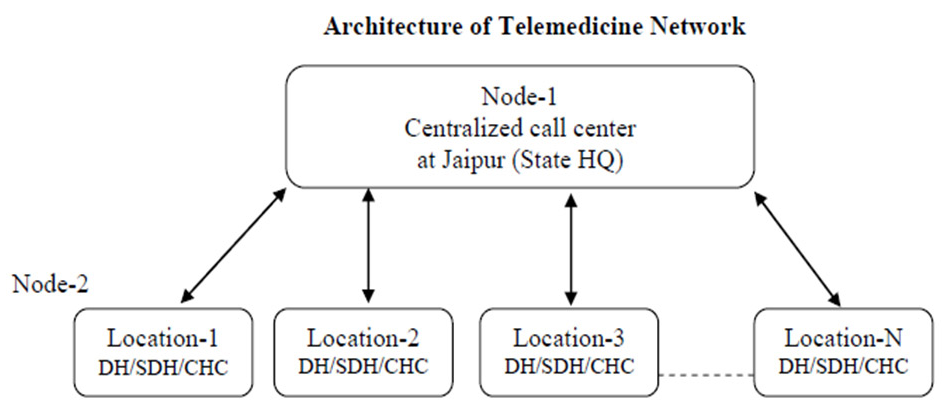 Architecture of Telemedicine Network
Node-1
Centralized call center
at Jaipur (State HQ)
Node-2
Location-1
DH/SDH/CHC
Location-2
DH/SDH/CHC
Location-3
DH/SDH/CHC
Location-N
DH/SDH/CHC